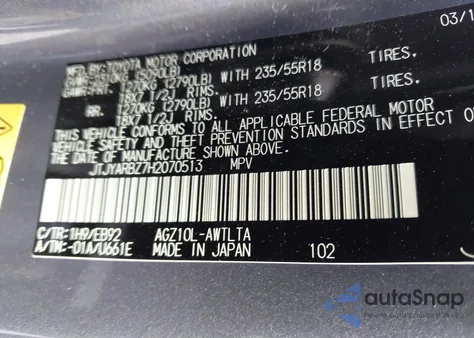 MFD.BY:TOYOTA MOTOR CORPORATION 03/1
(5090LB)
1270KG (2790LB) WITH 235/55R18 TIRES.
18X7 1/2J RIMS
RR: 1270KG (2790LB) WITH 235/55R18 TIRES.
18X7 1/2J RIMS
THIS VEHICLE CONFORMS TO ALL APPLICABLE FEDERAL MOTOR
VEHICLE SAFETY AND THEFT PREVENTION STANDARDS IN EFFECT ON
THE DATE OF MANUFACTURE SHOWN ABOVE.
JTJYARBZ7H2070513 MPV
C/TR:1H9/EB92 AGZ10L-AWTLTA
A/TM:-01A/U661E MADE IN JAPAN 102
autoSnap